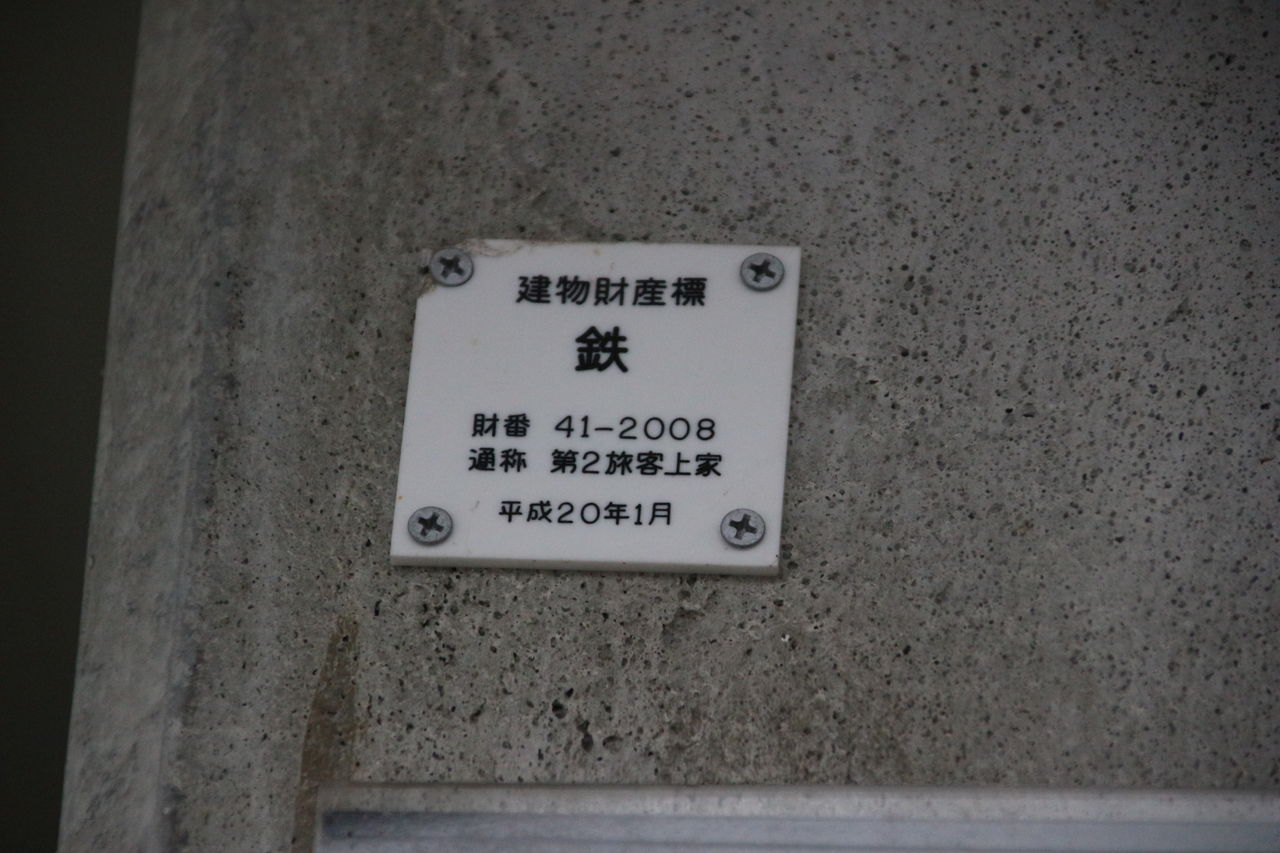 建物財産標
鉄
財番 41-2008
通称 第2旅客上家
平成20年1月